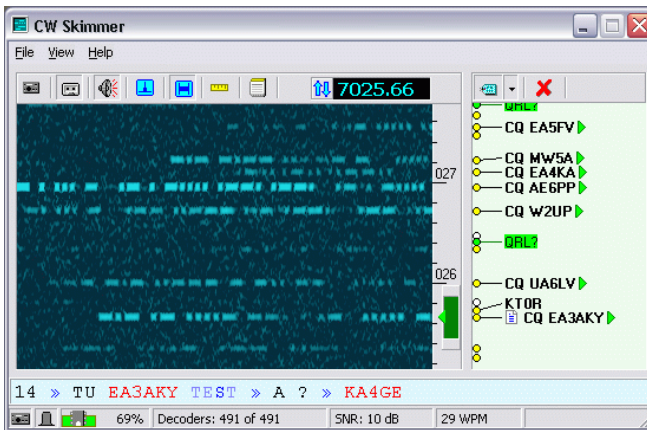 CW Skimmer
File View Help
7025.66
QRL?
CQ EA5FV
CQ MW5A
CQ EA4KA
027
CQ AE6PP
CQ W2UP
QRL?
026
CQ UA6LV
KT0R
CQ EA3AKY
14 » TU EA3AKY TEST » A ? » KA4GE
69% Decoders: 491 of 491 SNR: 10 dB 29 WPM